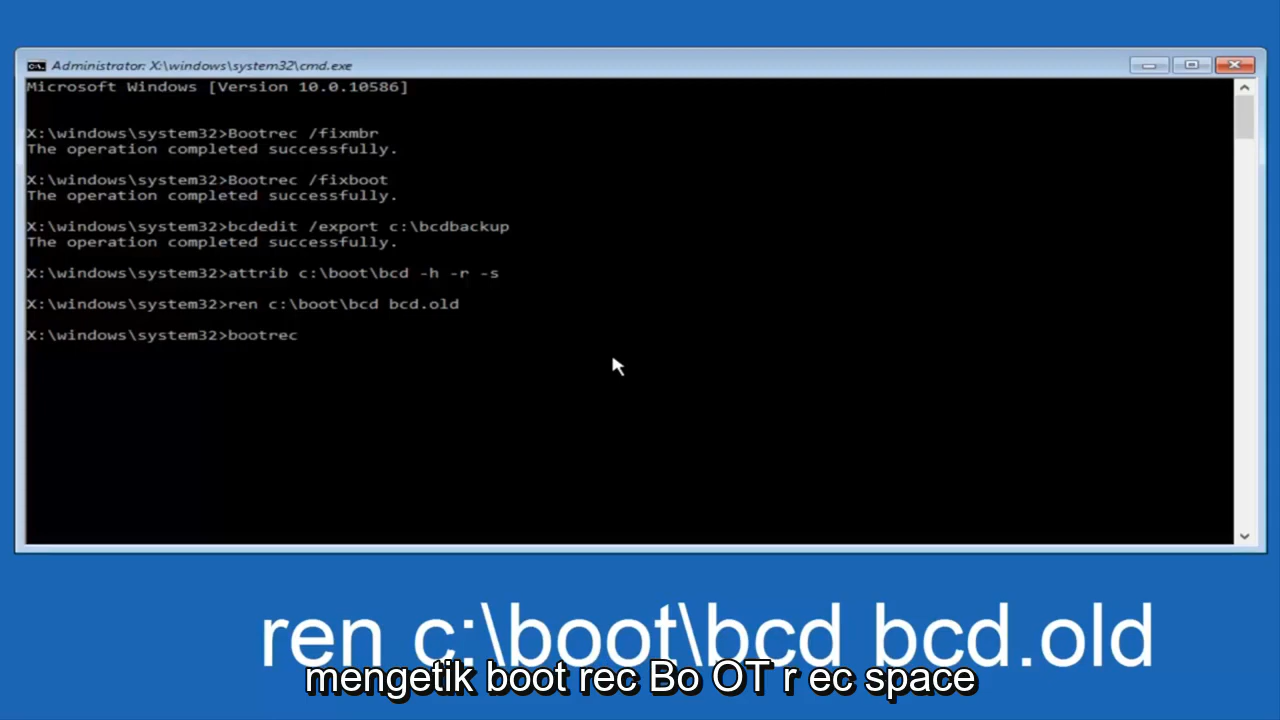 Administrator: X:\windows\system32\cmd.exe
Microsoft Windows [Version 10.0.10586]
X:\windows\system32>Bootrec /fixmbr
The operation completed successfully.
X:\windows\system32>Bootrec /fixboot
The operation completed successfully.
X:\windows\system32>bcdedit /export c:\bcdbackup
The operation completed successfully.
X:\windows\system32>attrib c:\boot\bcd -h -r -s
X:\windows\system32>ren c:\boot\bcd bcd.old
X:\windows\system32>bootrec
ren c:\boot\bcd bcd.old
mengetik boot rec Bo OT r ec space